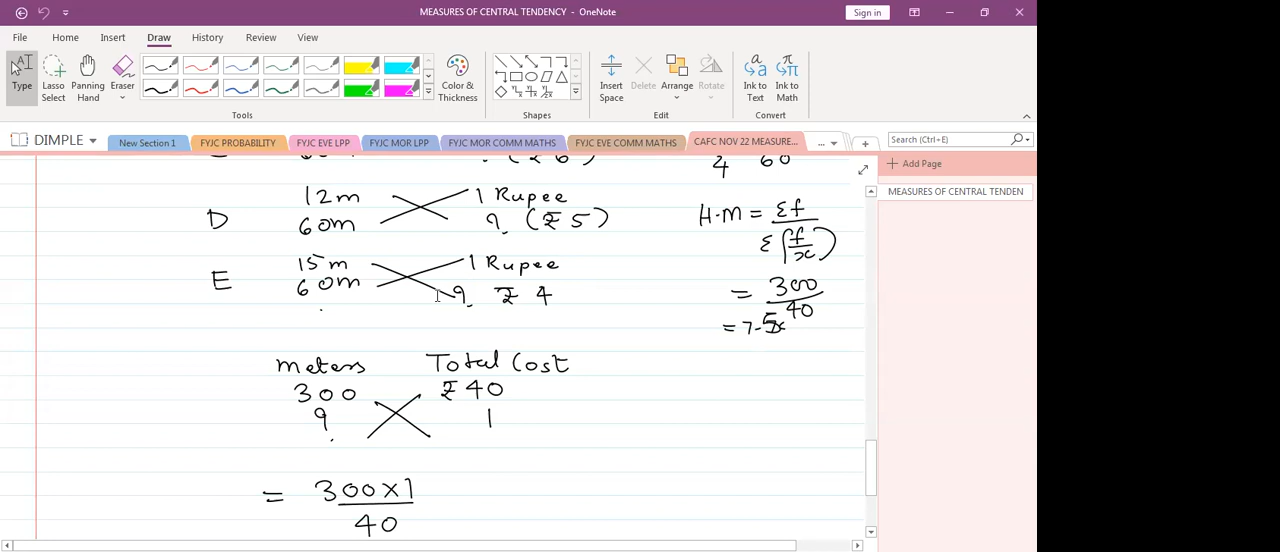 MEASURES OF CENTRAL TENDENCY - OneNote
Sign in
File Home Insert Draw History Review View
Type
Lasso Select
Panning Hand
Eraser
Color & Thickness
Insert Space
Delete
Arrange
Rotate
Ink to Text
Ink to Math
Tools
Shapes
Edit
Convert
DIMPLE
New Section 1
FYJC PROBABILITY
FYJC EVE LPP
FYJC MOR LPP
FYJC MOR COMM MATHS
FYJC EVE COMM MATHS
CAFC NOV 22 MEASURE...
...
Search (Ctrl+E)
Add Page
MEASURES OF CENTRAL TENDEN
4 60
12m 1 Rupee
D 60m ? (₹ 5)
15m 1 Rupee
E 60m ? ₹ 4
H.M = Σf / Σ(f/x)
= 300 / 40
= 7.5
meters Total Cost
300 ₹ 40
? 1
= 300 × 1
40